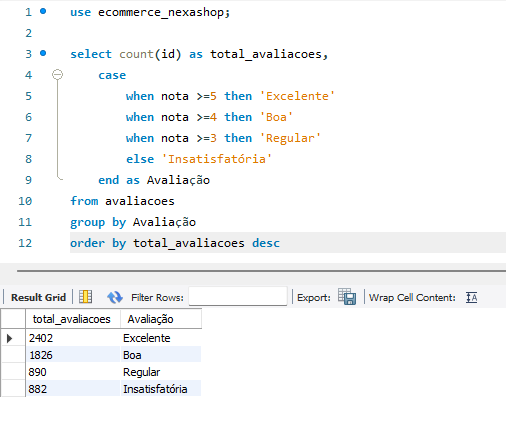 1 use ecommerce_nexashop;
2
3 select count(id) as total_avaliacoes,
4 case
5 when nota >=5 then 'Excelente'
6 when nota >=4 then 'Boa'
7 when nota >=3 then 'Regular'
8 else 'Insatisfatória'
9 end as Avaliação
10 from avaliacoes
11 group by Avaliação
12 order by total_avaliacoes desc
Result Grid Filter Rows: Export: Wrap Cell Content:
total_avaliacoes Avaliação
2402 Excelente
1826 Boa
890 Regular
882 Insatisfatória